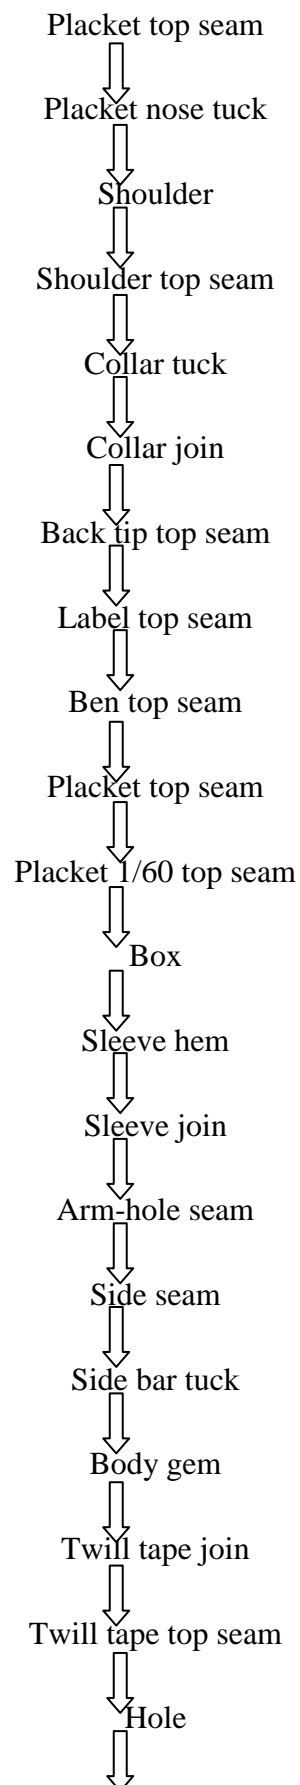 Placket top seam
Placket nose tuck
Shoulder
Shoulder top seam
Collar tuck
Collar join
Back tip top seam
Label top seam
Ben top seam
Placket top seam
Placket 1/60 top seam
Box
Sleeve hem
Sleeve join
Arm-hole seam
Side seam
Side bar tuck
Body gem
Twill tape join
Twill tape top seam
Hole